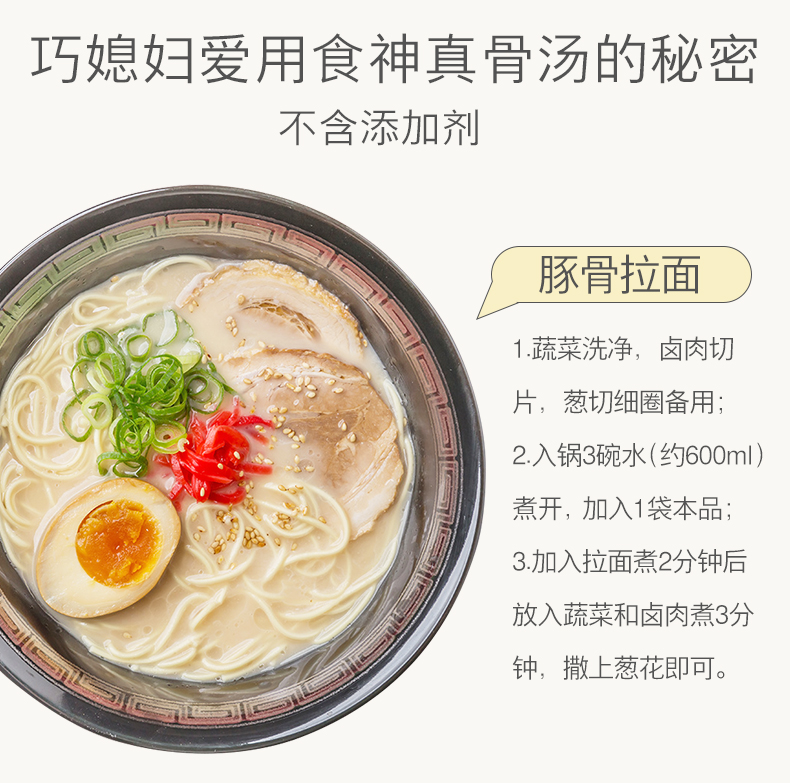 巧媳妇爱用食神真骨汤的秘密
不含添加剂
豚骨拉面
1.蔬菜洗净，卤肉切
片，葱切细圈备用；
2.入锅3碗水（约600ml）
煮开，加入1袋本品；
3.加入拉面煮2分钟后
放入蔬菜和卤肉煮3分
钟，撒上葱花即可。